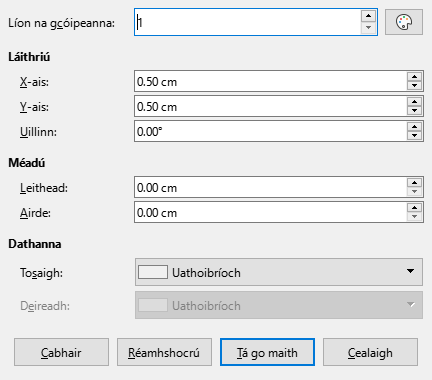 Líon na gcóipeanna: 1
Láithriú
X-ais: 0.50 cm
Y-ais: 0.50 cm
Uillinn: 0.00°
Méadú
Leithead: 0.00 cm
Airde: 0.00 cm
Dathanna
Tosaigh: Uathoibríoch
Deireadh: Uathoibríoch
Cabhair Réamhshocrú Tá go maith Cealaigh